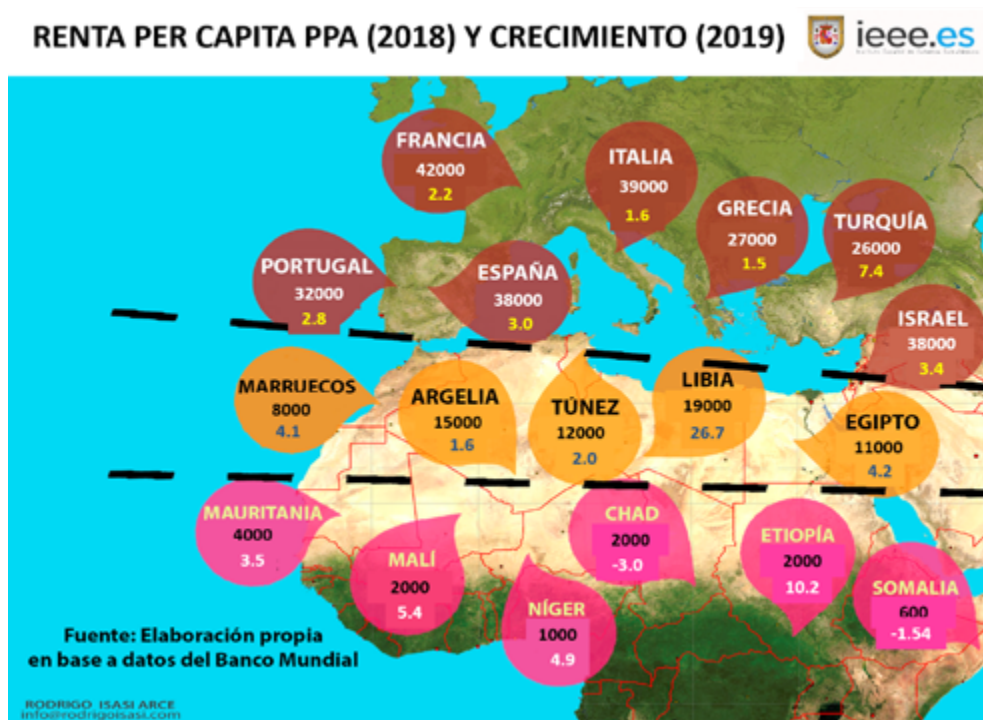 RENTA PER CAPITA PPA (2018) Y CRECIMIENTO (2019)
ieee.es
FRANCIA
42000
2.2
ITALIA
39000
1.6
GRECIA
27000
1.5
TURQUÍA
26000
7.4
PORTUGAL
32000
2.8
ESPAÑA
38000
3.0
ISRAEL
38000
3.4
MARRUECOS
8000
4.1
ARGELIA
15000
1.6
TÚNEZ
12000
2.0
LIBIA
19000
26.7
EGIPTO
11000
4.2
MAURITANIA
4000
3.5
MALÍ
2000
5.4
NÍGER
1000
4.9
CHAD
2000
-3.0
ETIOPÍA
2000
10.2
SOMALIA
600
-1.54
Fuente: Elaboración propia
en base a datos del Banco Mundial
RODRIGO ISASI ARCE
info@rodrigoisasi.com